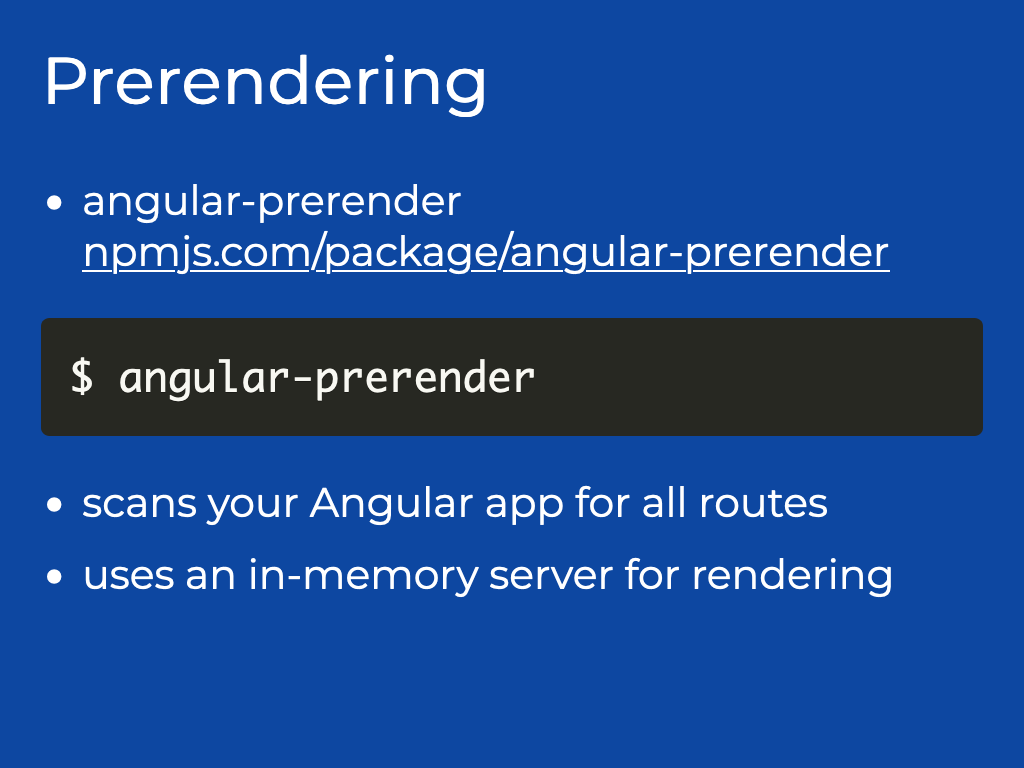 Prerendering
• angular-prerender
npmjs.com/package/angular-prerender
$ angular-prerender
• scans your Angular app for all routes
• uses an in-memory server for rendering